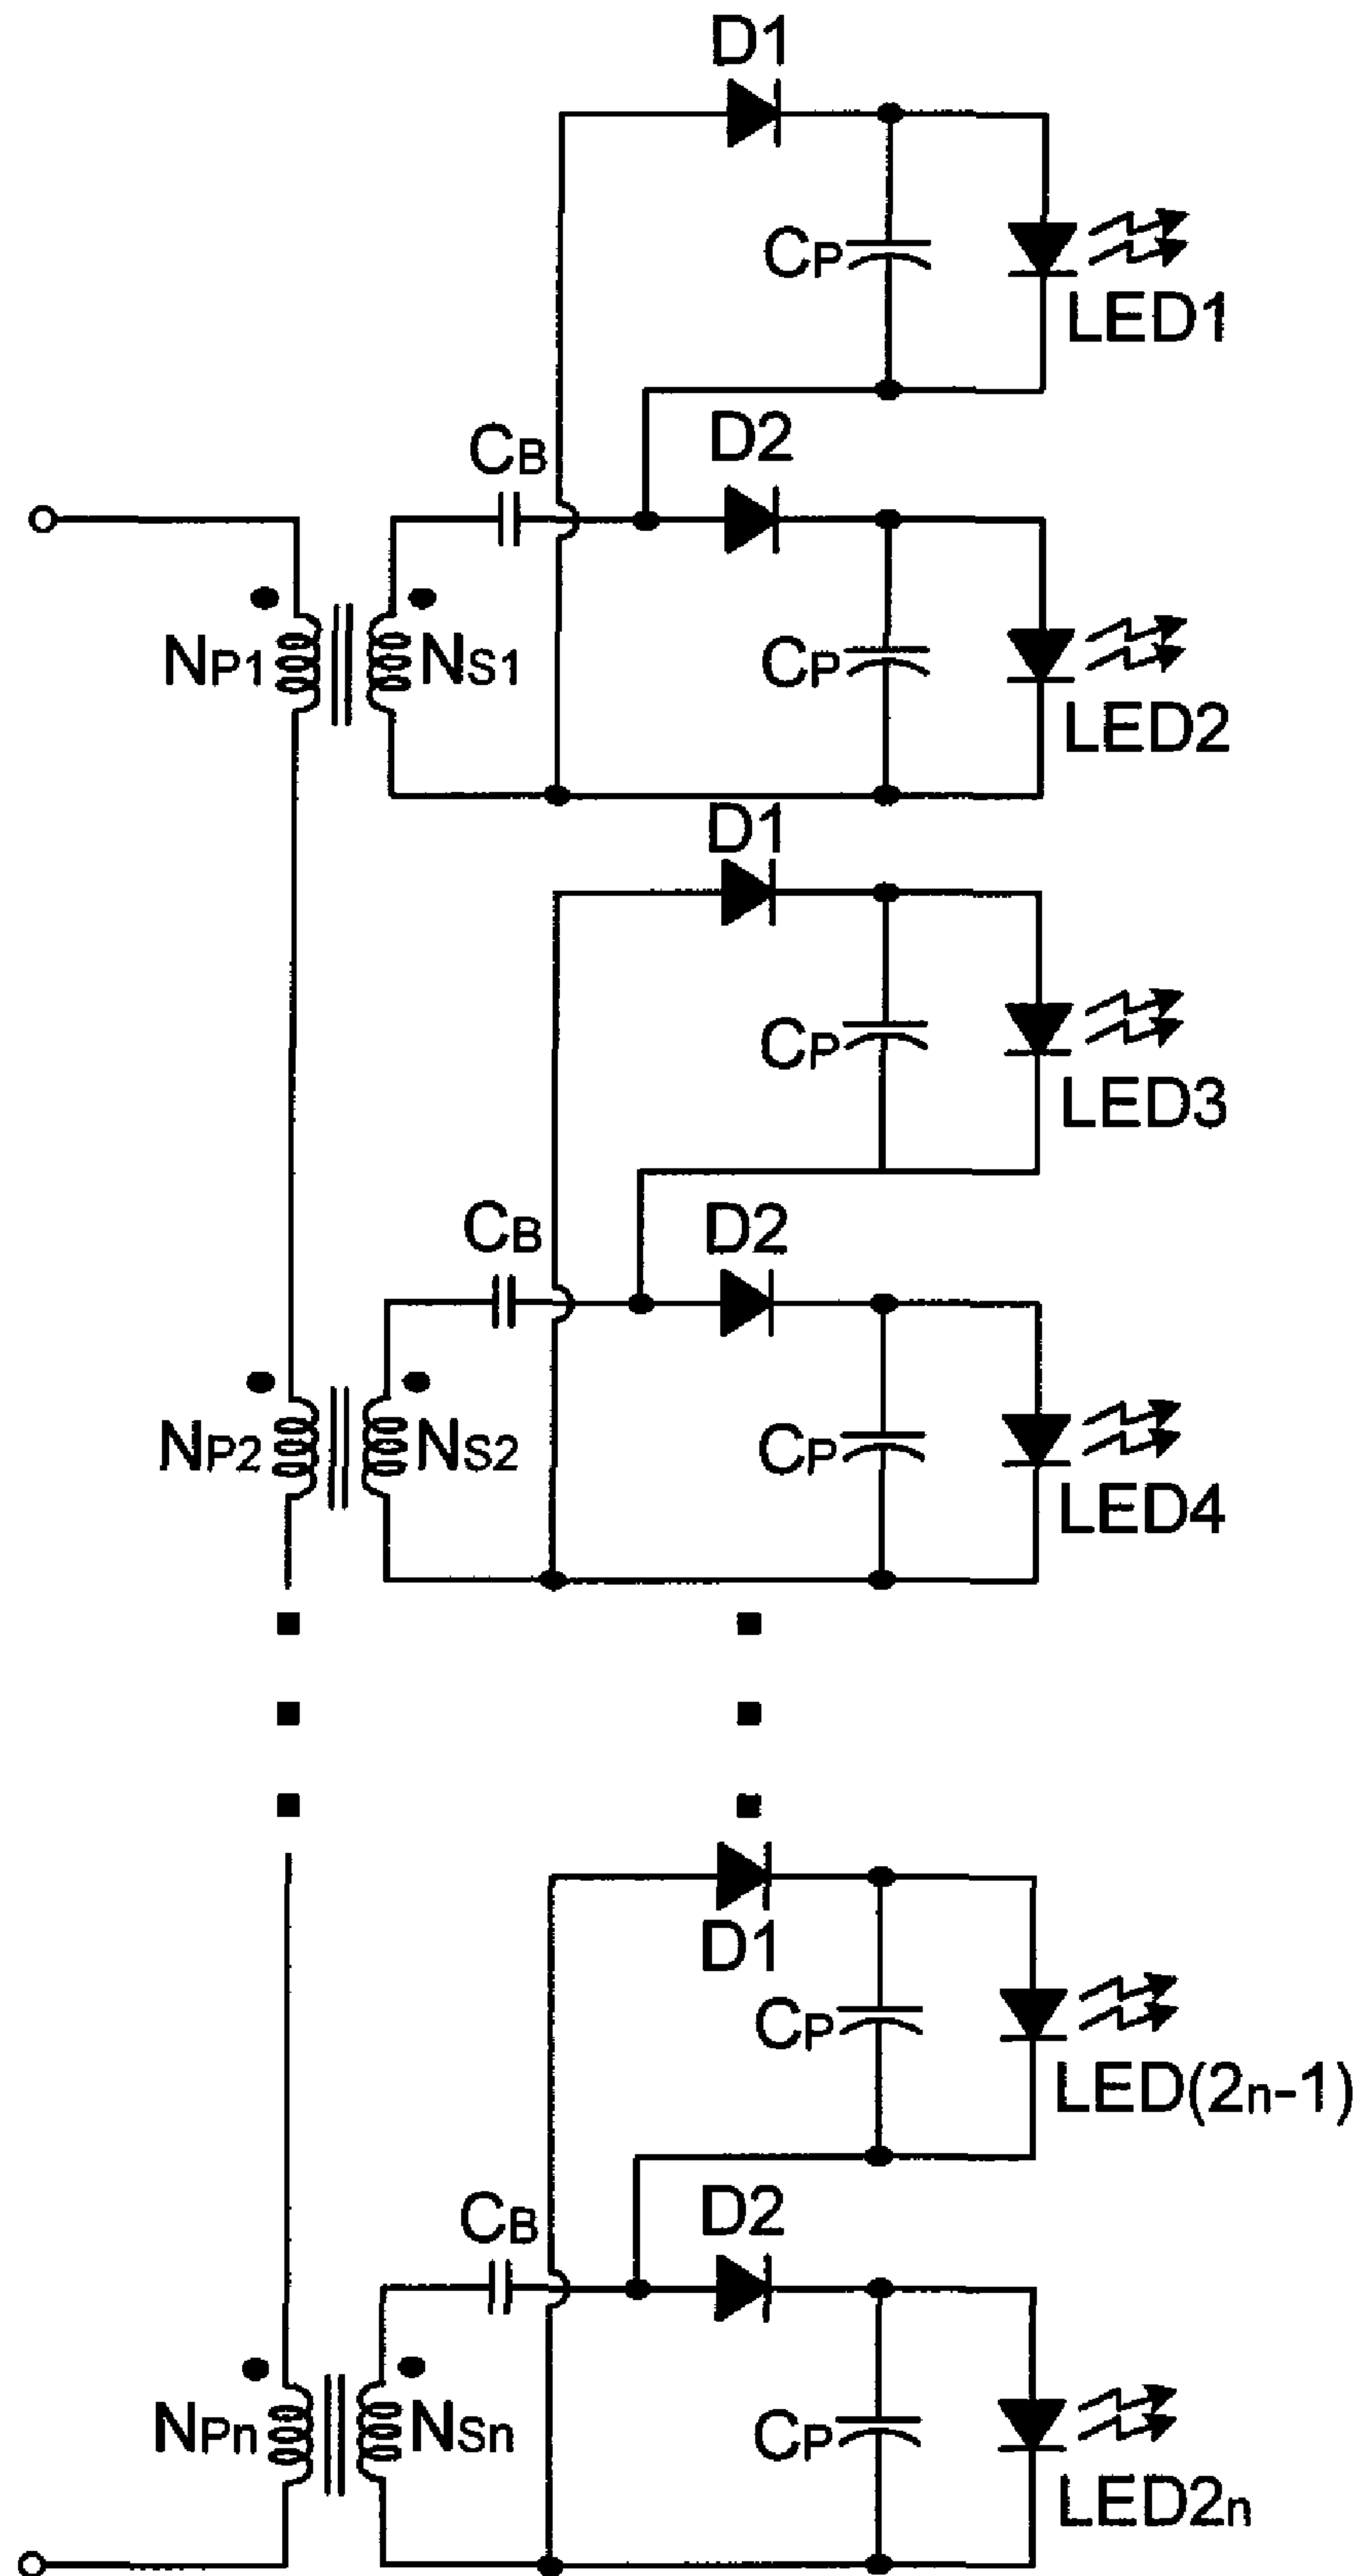 D1
CP
LED1
CB
D2
NP1
NS1
CP
LED2
D1
CP
LED3
CB
D2
NP2
NS2
CP
LED4
D1
CP
LED(2n-1)
CB
D2
NPn
NSn
CP
LED2n